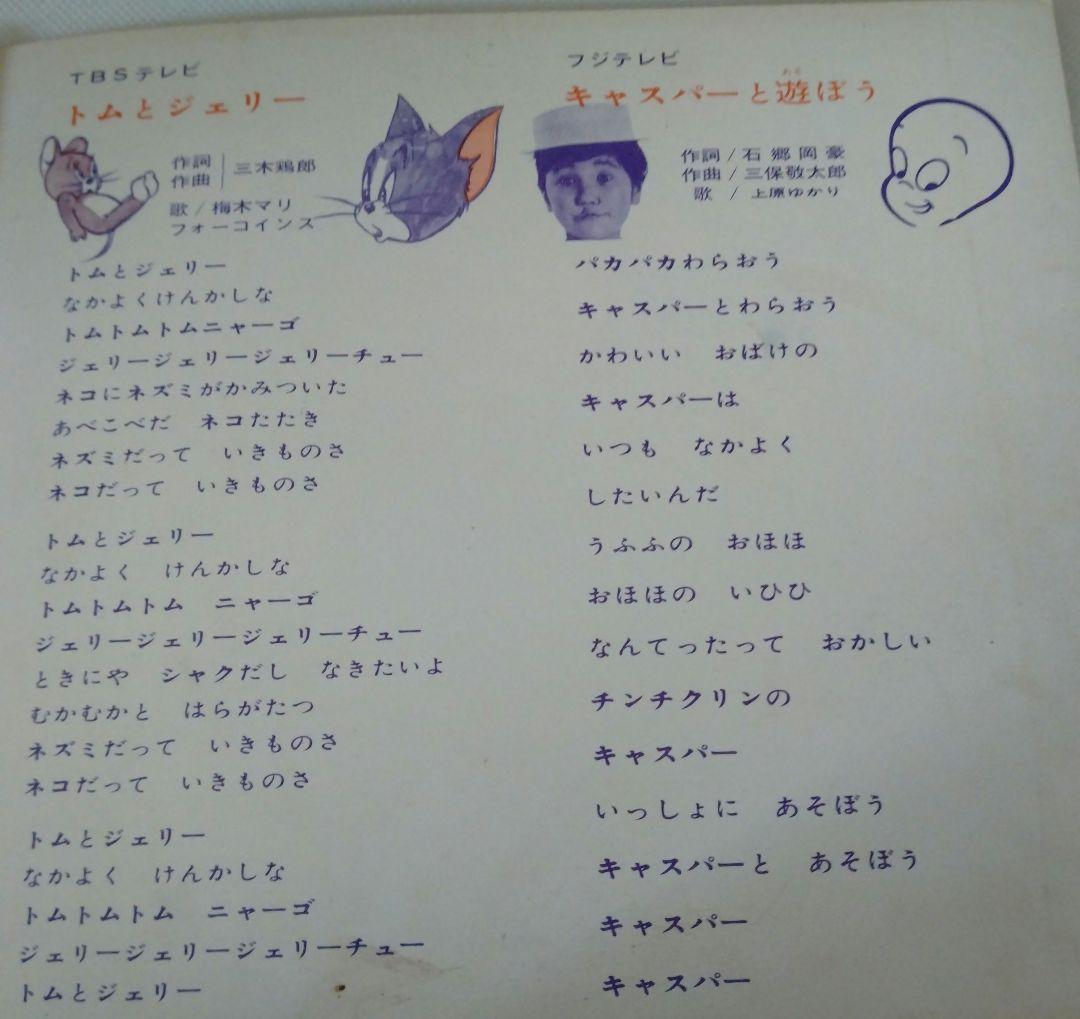 TBSテレビ
トムとジェリー
作詞
作曲
三木鶏郎
歌/梅木マリ
フォーコインス
トムとジェリー
なかよくけんかしな
トムトムトムニャーゴ
ジェリージェリージェリーチュー
ネコにネズミがかみついた
あべこべだ　ネコたたき
ネズミだって　いきものさ
ネコだって　いきものさ
トムとジェリー
なかよく　けんかしな
トムトムトム　ニャーゴ
ジェリージェリージェリーチュー
ときにや　シャクだし　なきたいよ
むかむかと　はらがたつ
ネズミだって　いきものさ
ネコだって　いきものさ
トムとジェリー
なかよく　けんかしな
トムトムトム　ニャーゴ
ジェリージェリージェリーチュー
トムとジェリー
フジテレビ
キャスパーと遊ぼう
作詞/石郷岡豪
作曲/三保敬太郎
歌/上原ゆかり
パカパカわらおう
キャスパーとわらおう
かわいい　おばけの
キャスパーは
いつも　なかよく
したいんだ
うふふの　おほほ
おほほの　いひひ
なんてったって　おかしい
チンチクリンの
キャスパー
いっしょに　あそぼう
キャスパーと　あそぼう
キャスパー
キャスパー